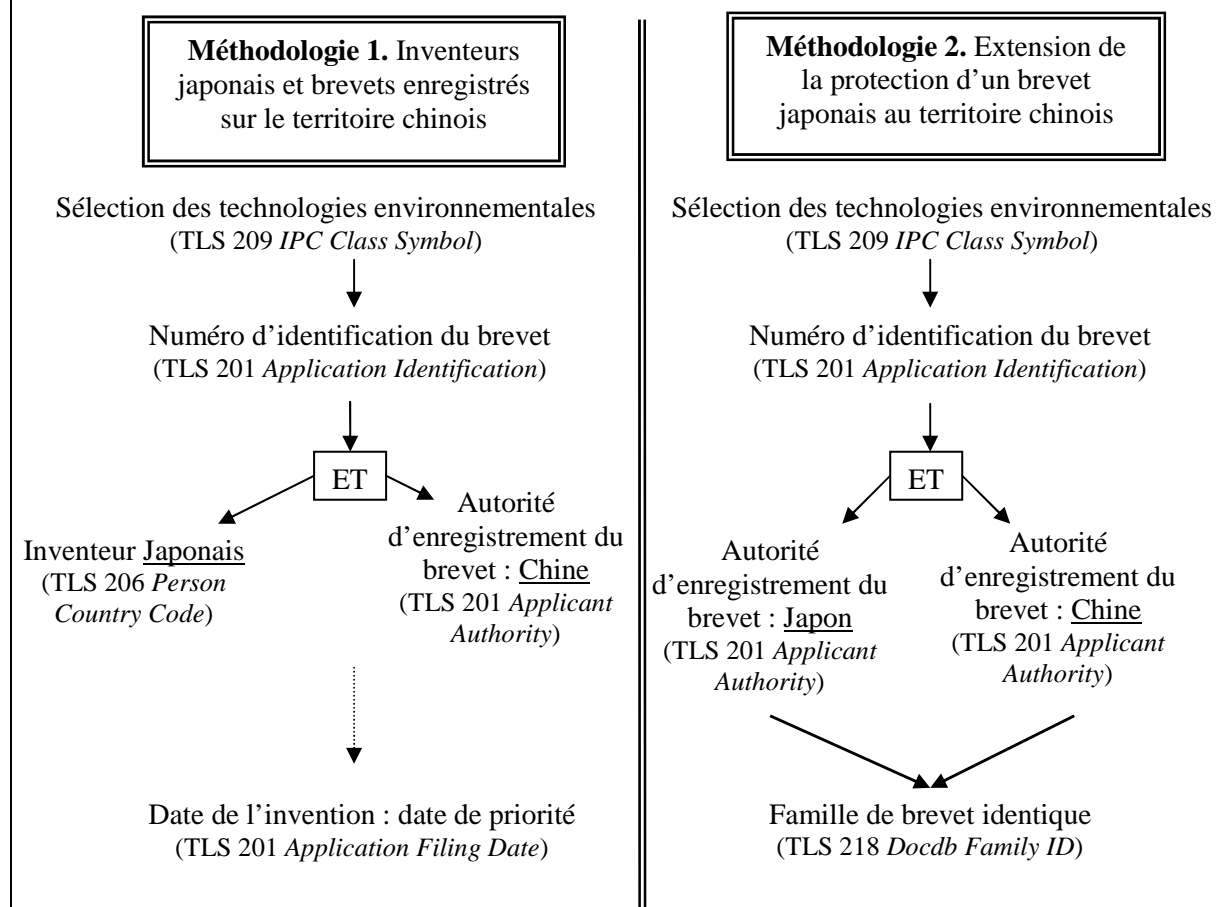 Méthodologie 1. Inventeurs
japonais et brevets enregistrés
sur le territoire chinois
Sélection des technologies environnementales
(TLS 209 IPC Class Symbol)
Numéro d’identification du brevet
(TLS 201 Application Identification)
ET
Inventeur Japonais
(TLS 206 Person
Country Code)
Autorité
d’enregistrement du
brevet : Chine
(TLS 201 Applicant
Authority)
Date de l’invention : date de priorité
(TLS 201 Application Filing Date)
Méthodologie 2. Extension de
la protection d’un brevet
japonais au territoire chinois
Sélection des technologies environnementales
(TLS 209 IPC Class Symbol)
Numéro d’identification du brevet
(TLS 201 Application Identification)
ET
Autorité
d’enregistrement du
brevet : Japon
(TLS 201 Applicant
Authority)
Autorité
d’enregistrement du
brevet : Chine
(TLS 201 Applicant
Authority)
Famille de brevet identique
(TLS 218 Docdb Family ID)